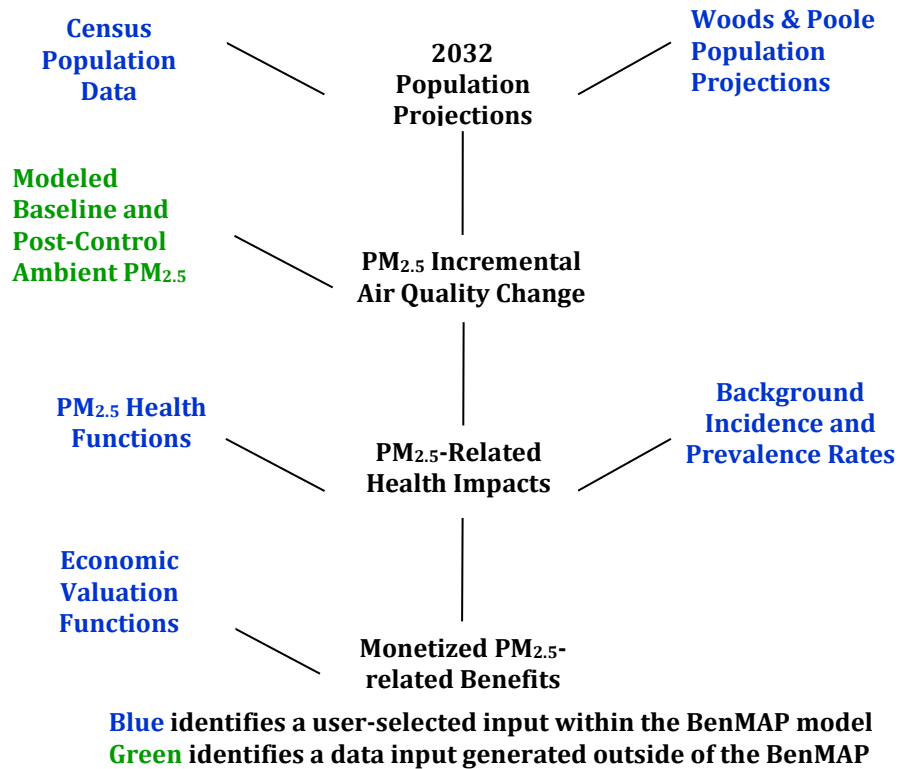 Census
Population
Data
2032
Population
Projections
Woods & Poole
Population
Projections
Modeled
Baseline and
Post-Control
Ambient PM2.5
PM2.5 Incremental
Air Quality Change
PM2.5 Health
Functions
PM2.5-Related
Health Impacts
Background
Incidence and
Prevalence Rates
Economic
Valuation
Functions
Monetized PM2.5-
related Benefits
Blue identifies a user-selected input within the BenMAP model
Green identifies a data input generated outside of the BenMAP